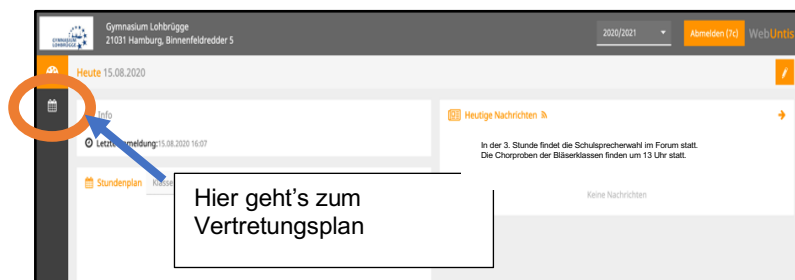 GYMNASIUM
LOHBRÜGGE
Gymnasium Lohbrügge
21031 Hamburg, Binnenfeldredder 5
2020/2021
Abmelden (7c)
WebUntis
Heute 15.08.2020
Info
Letzte meldung: 15.08.2020 16:07
Heutige Nachrichten
In der 3. Stunde findet die Schulsprecherwahl im Forum statt.
Die Chorproben der Bläserklassen finden um 13 Uhr statt.
Keine Nachrichten
Stundenplan Klasse
Hier geht's zum
Vertretungsplan